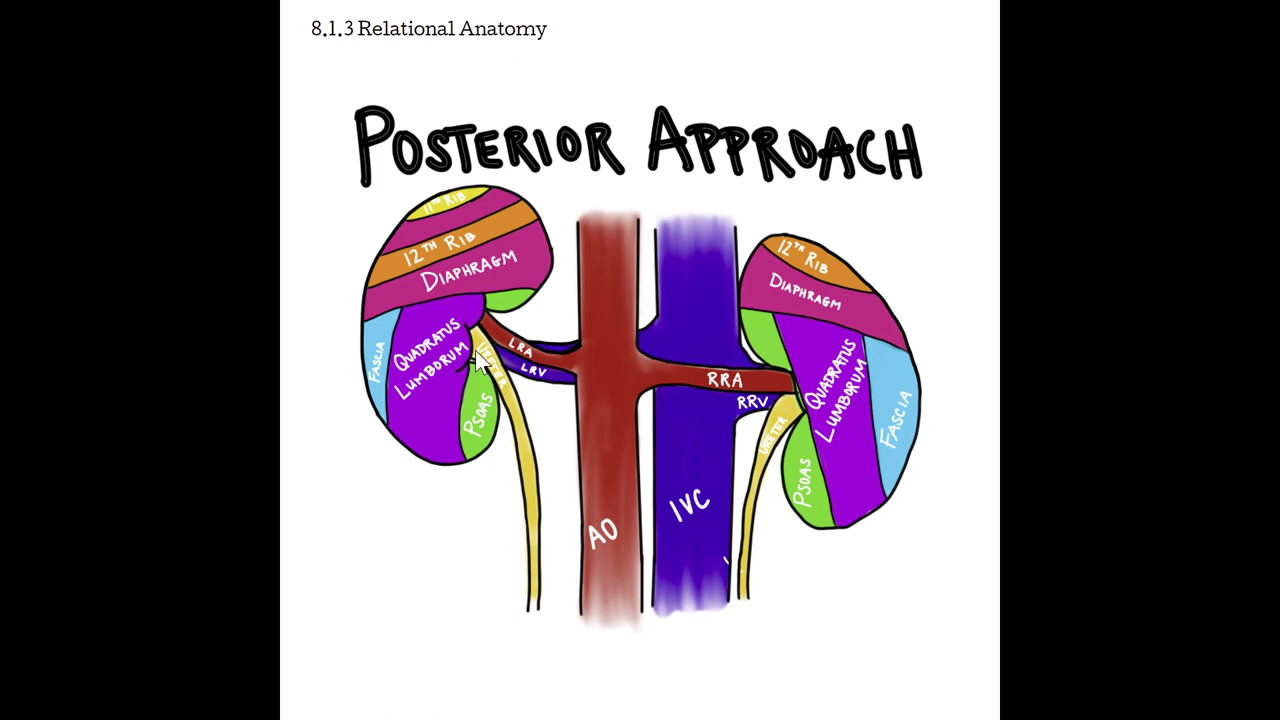 8.1.3 Relational Anatomy
POSTERIOR APPROACH
11TH RIB
12TH RIB
DIAPHRAGM
FASCIA
QUADRATUS
LUMBORUM
PSOAS
URETER
LRA
LRV
AO
IVC
RRA
RRV
URETER
12TH RIB
DIAPHRAGM
QUADRATUS
LUMBORUM
FASCIA
PSOAS